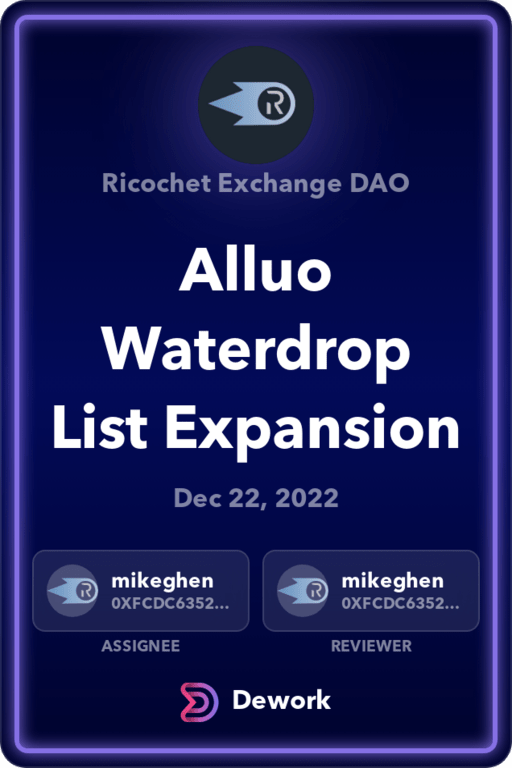 R
Ricochet Exchange DAO
Alluo
Waterdrop
List Expansion
Dec 22, 2022
R mikeghen
0XFCDC6352...
R mikeghen
0XFCDC6352...
ASSIGNEE
REVIEWER
Dework